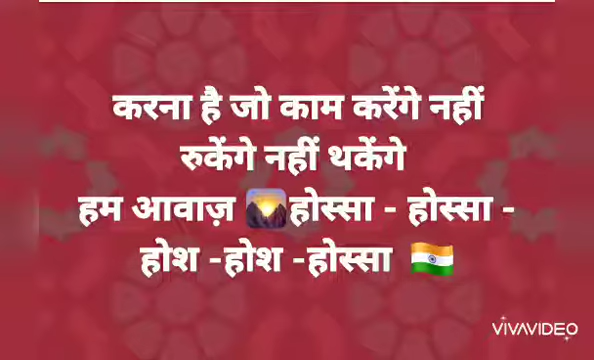 करना है जो काम करेंगे नहीं
रुकेंगे नहीं थकेंगे
हम आवाज़ 🌄होस्सा - होस्सा -
होश -होश -होस्सा 🇮🇳
VIVAVIDEO